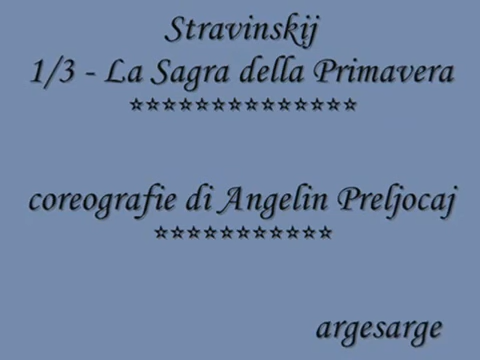 Stravinskij
1/3 - La Sagra della Primavera
**************
coreografie di Angelin Preljocaj
***********
argesarge